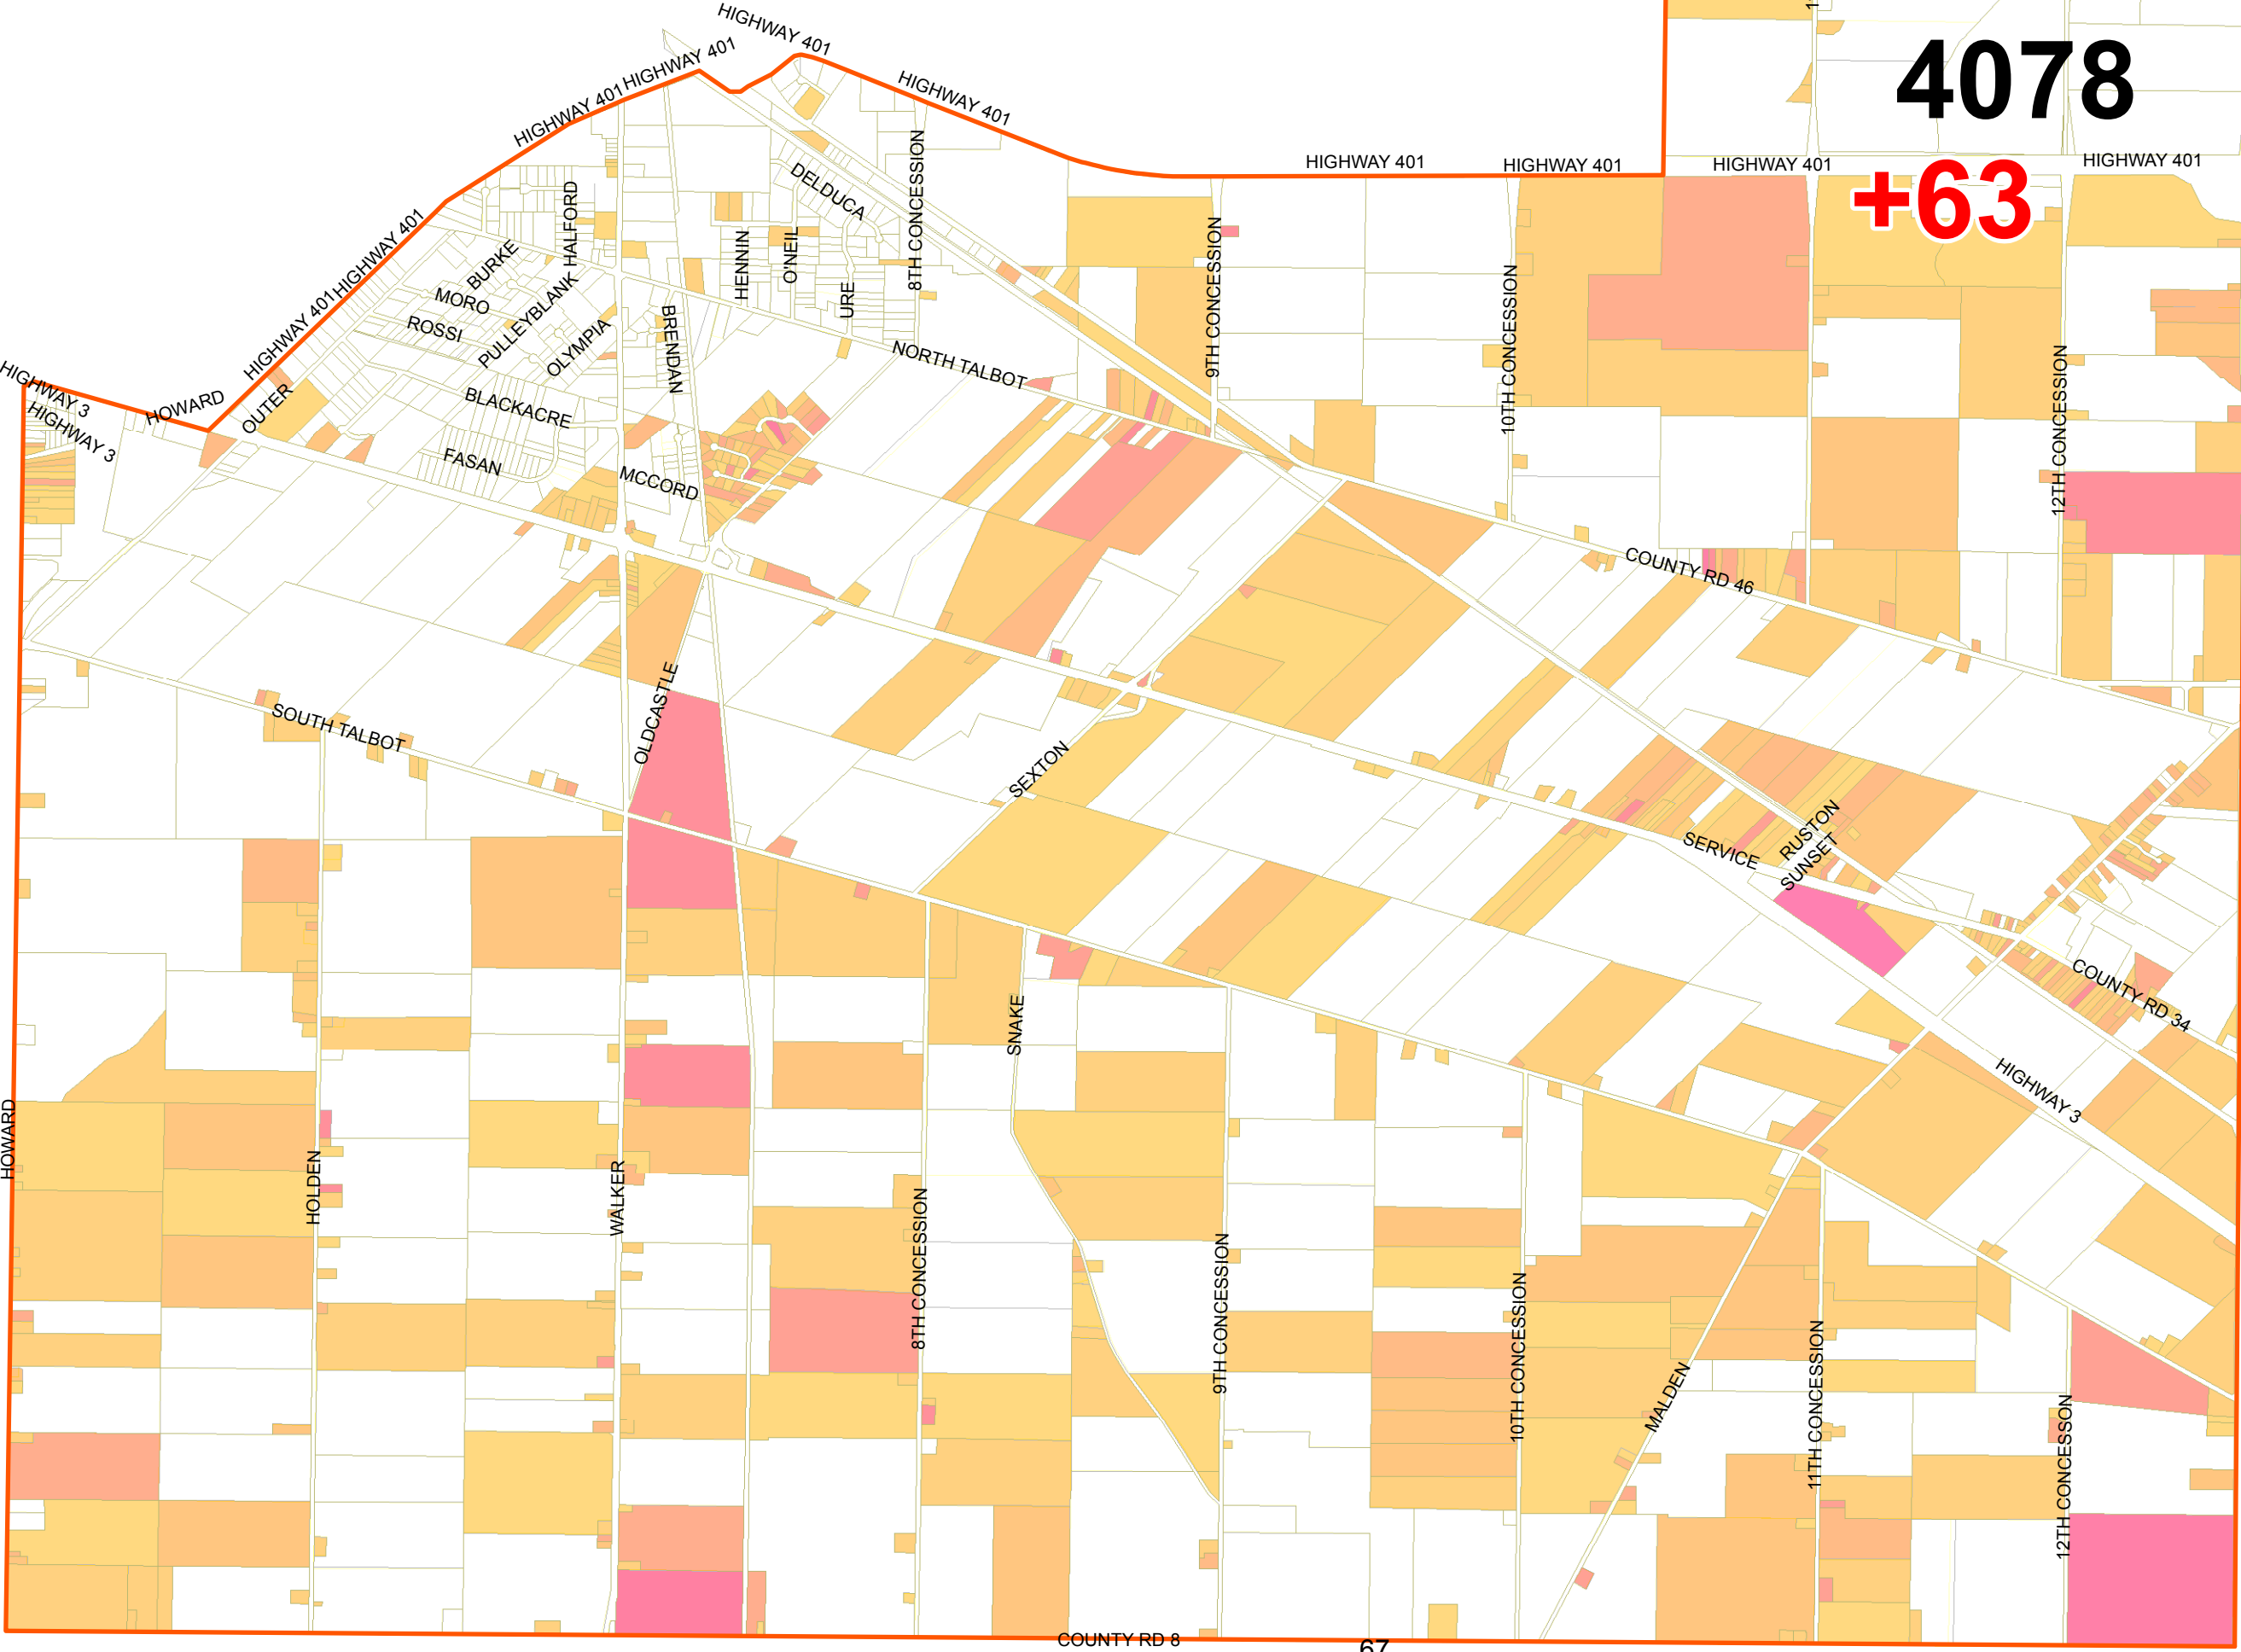 HIGHWAY 401
HIGHWAY 401
HIGHWAY 401
HIGHWAY 401
4078
HIGHWAY 401
HIGHWAY 401
HIGHWAY 401
HIGHWAY 401
+63
DELDUCA
8TH CONCESSION
HALFORD
HIGHWAY 401
BURKE
HENNIN
O'NEIL
URE
9TH CONCESSION
10TH CONCESSION
MORO
PULLEYBLANK
HIGHWAY 401
ROSSI
OLYMPIA
BRENDAN
NORTH TALBOT
12TH CONCESSION
HIGHWAY 3
HIGHWAY 3
HOWARD
OUTER
BLACKACRE
FASAN
MCCORD
COUNTY RD 46
OLDCASTLE
SOUTH TALBOT
SEXTON
RUSTON
SERVICE
SUNSET
COUNTY RD 34
SNAKE
HIGHWAY 3
HOWARD
HOLDEN
WALKER
8TH CONCESSION
9TH CONCESSION
10TH CONCESSION
MALDEN
11TH CONCESSION
12TH CONCESSON
COUNTY RD 8
67